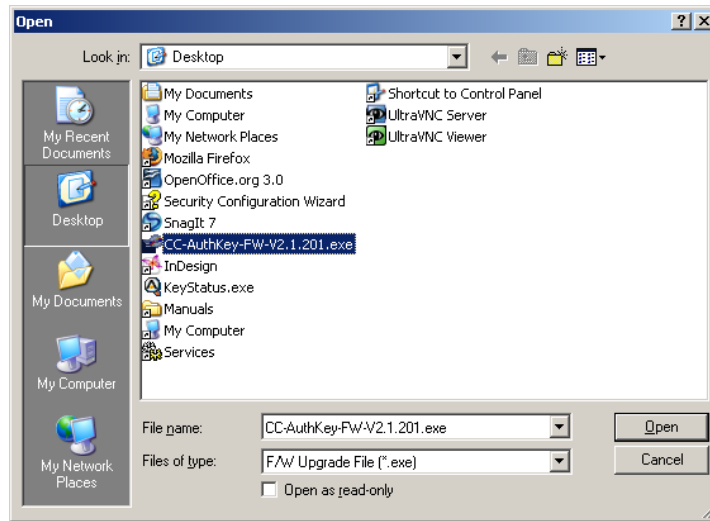 Open
Look in:
Desktop
My Recent
Documents
Desktop
My Documents
My Computer
My Network
Places
My Documents
My Computer
My Network Places
Mozilla Firefox
OpenOffice.org 3.0
Security Configuration Wizard
SnagIt 7
CC-AuthKey-FW-V2.1.201.exe
InDesign
KeyStatus.exe
Manuals
My Computer
Services
Shortcut to Control Panel
UltraVNC Server
UltraVNC Viewer
File name:
CC-AuthKey-FW-V2.1.201.exe
Open
Files of type:
F/W Upgrade File (*.exe)
Cancel
Open as read-only